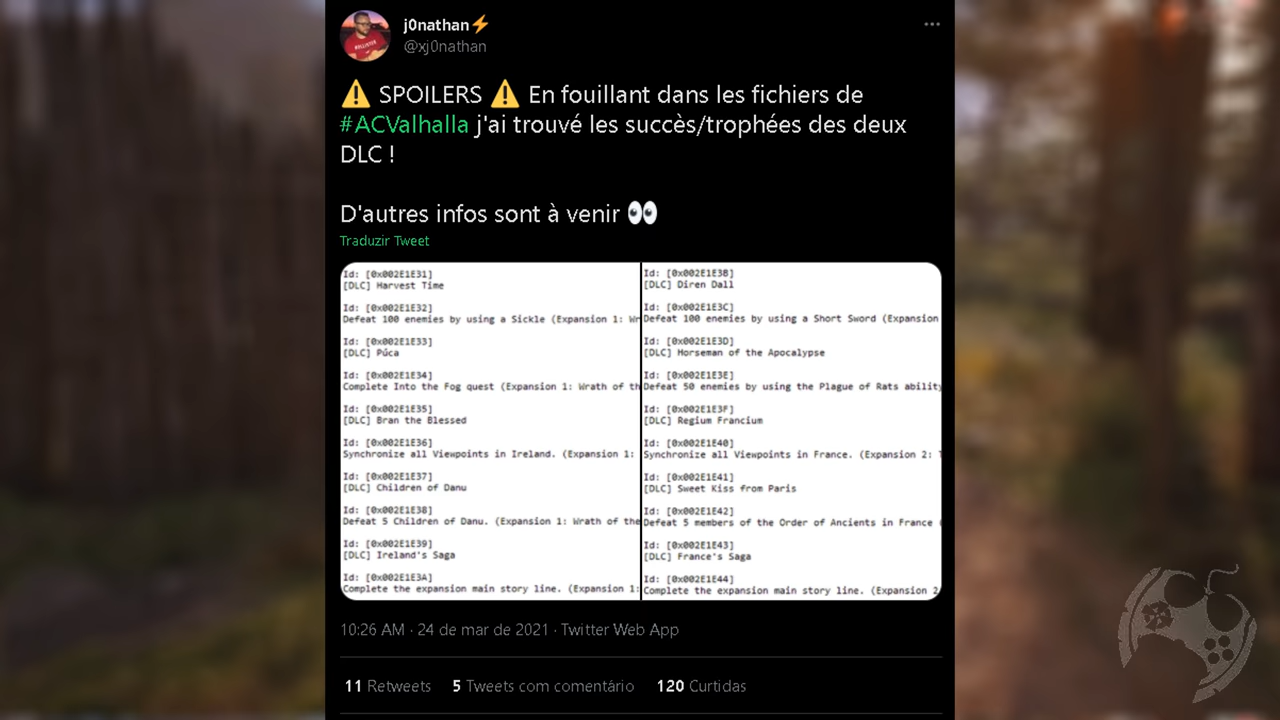 j0nathan⚡
@xj0nathan
⚠️ SPOILERS ⚠️ En fouillant dans les fichiers de
#ACValhalla j'ai trouvé les succès/trophées des deux
DLC !
D'autres infos sont à venir 👀
Traduzir Tweet
Id: [0x002E1E31]
[DLC] Harvest Time
Id: [0x002E1E32]
Defeat 100 enemies by using a Sickle (Expansion 1: Wr
Id: [0x002E1E33]
[DLC] Púca
Id: [0x002E1E34]
Complete Into the Fog quest (Expansion 1: Wrath of th
Id: [0x002E1E35]
[DLC] Bran the Blessed
Id: [0x002E1E36]
Synchronize all Viewpoints in Ireland. (Expansion 1:
Id: [0x002E1E37]
[DLC] Children of Danu
Id: [0x002E1E38]
Defeat 5 Children of Danu. (Expansion 1: Wrath of the
Id: [0x002E1E39]
[DLC] Ireland's Saga
Id: [0x002E1E3A]
Complete the expansion main story line. (Expansion 1:
Id: [0x002E1E3B]
[DLC] Diren Dall
Id: [0x002E1E3C]
Defeat 100 enemies by using a Short Sword (Expansion
Id: [0x002E1E3D]
[DLC] Horseman of the Apocalypse
Id: [0x002E1E3E]
Defeat 50 enemies by using the Plague of Rats ability
Id: [0x002E1E3F]
[DLC] Regium Francium
Id: [0x002E1E40]
Synchronize all Viewpoints in France. (Expansion 2: T
Id: [0x002E1E41]
[DLC] Sweet Kiss from Paris
Id: [0x002E1E42]
Defeat 5 members of the Order of Ancients in France (
Id: [0x002E1E43]
[DLC] France's Saga
Id: [0x002E1E44]
Complete the expansion main story line. (Expansion 2
10:26 AM · 24 de mar de 2021 · Twitter Web App
11 Retweets 5 Tweets com comentário 120 Curtidas